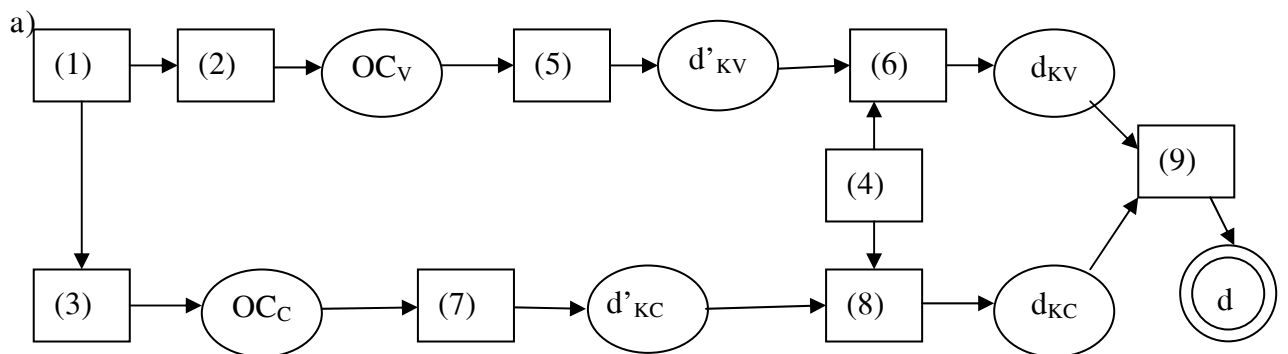 a)
(1) (2) OC_V (5) d'_KV (6) d_KV
(9)
(4)
(3) OC_C (7) d'_KC (8) d_KC d